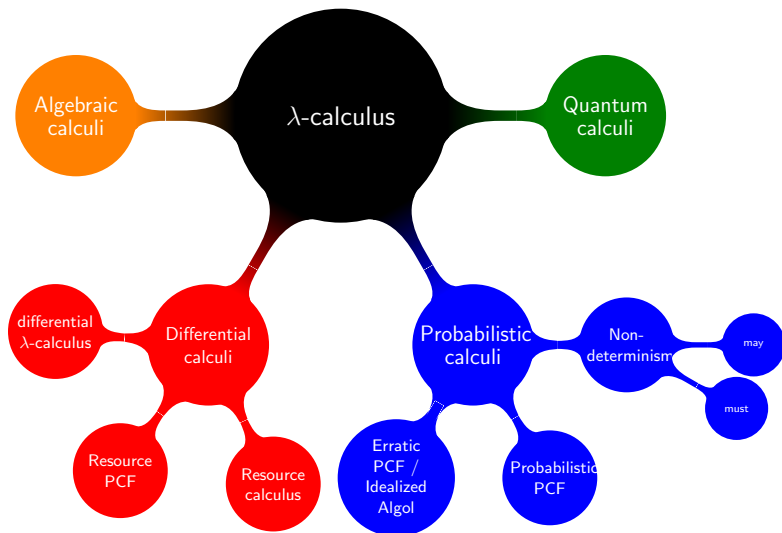 Algebraic
calculi
λ-calculus
Quantum
calculi
differential
λ-calculus
Differential
calculi
Probabilistic
calculi
Non-
determinism
may
must
Resource
PCF
Resource
calculus
Erratic
PCF /
Idealized
Algol
Probabilistic
PCF